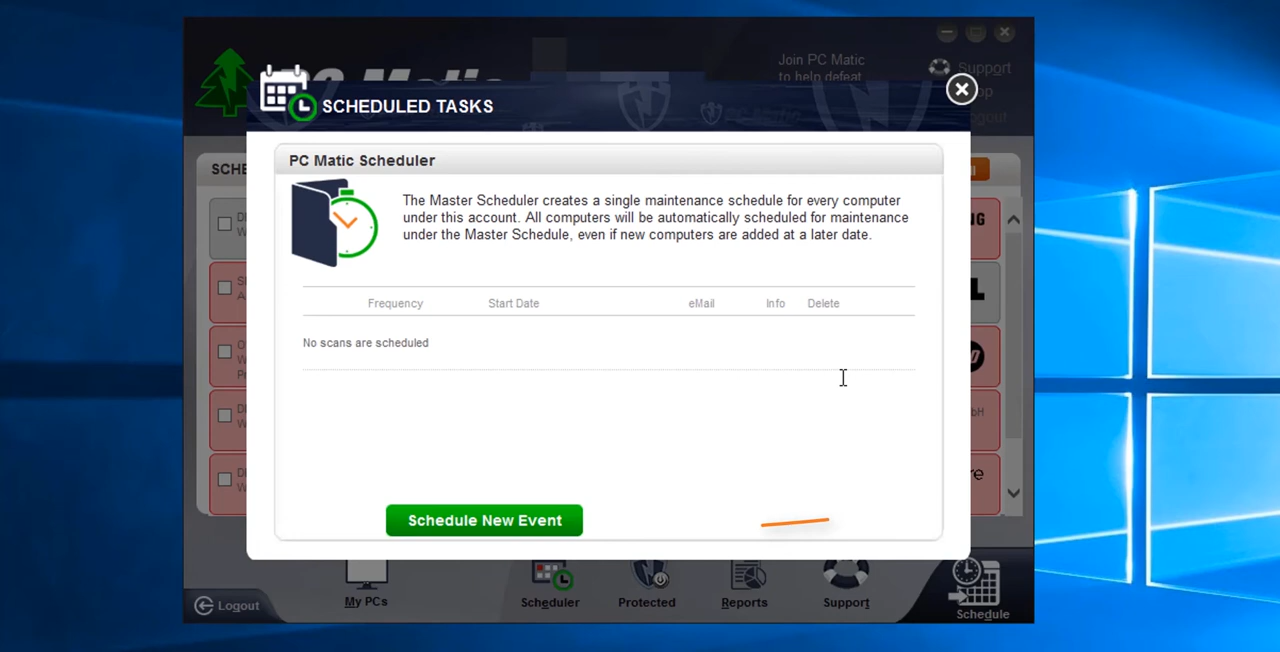 PC Matic
Join PC Matic
to help defeat
Support
Logout
SCHEDULED TASKS
PC Matic Scheduler
The Master Scheduler creates a single maintenance schedule for every computer
under this account. All computers will be automatically scheduled for maintenance
under the Master Schedule, even if new computers are added at a later date.
Frequency Start Date eMail Info Delete
No scans are scheduled
Schedule New Event
Logout
My PCs
Scheduler
Protected
Reports
Support
Schedule